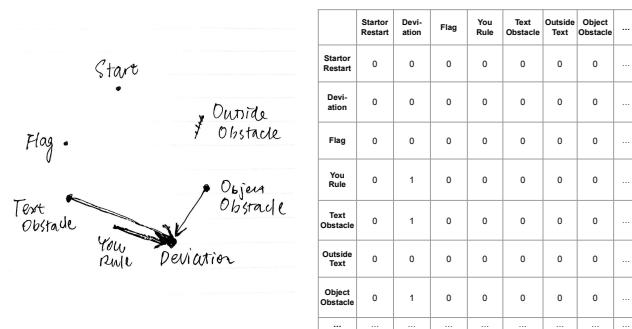 Start
Outside
Obstacle
Flag
Object
Obstacle
Text
Obstacle
You
Rule
Deviation
Startor Restart Devi-ation Flag You Rule Text Obstacle Outside Text Object Obstacle ...
Startor Restart 0 0 0 0 0 0 0 ...
Devi-ation 0 0 0 0 0 0 0 ...
Flag 0 0 0 0 0 0 0 ...
You Rule 0 1 0 0 0 0 0 ...
Text Obstacle 0 1 0 0 0 0 0 ...
Outside Text 0 0 0 0 0 0 0 ...
Object Obstacle 0 1 0 0 0 0 0 ...
... ... ... ... ... ... ... ... ...